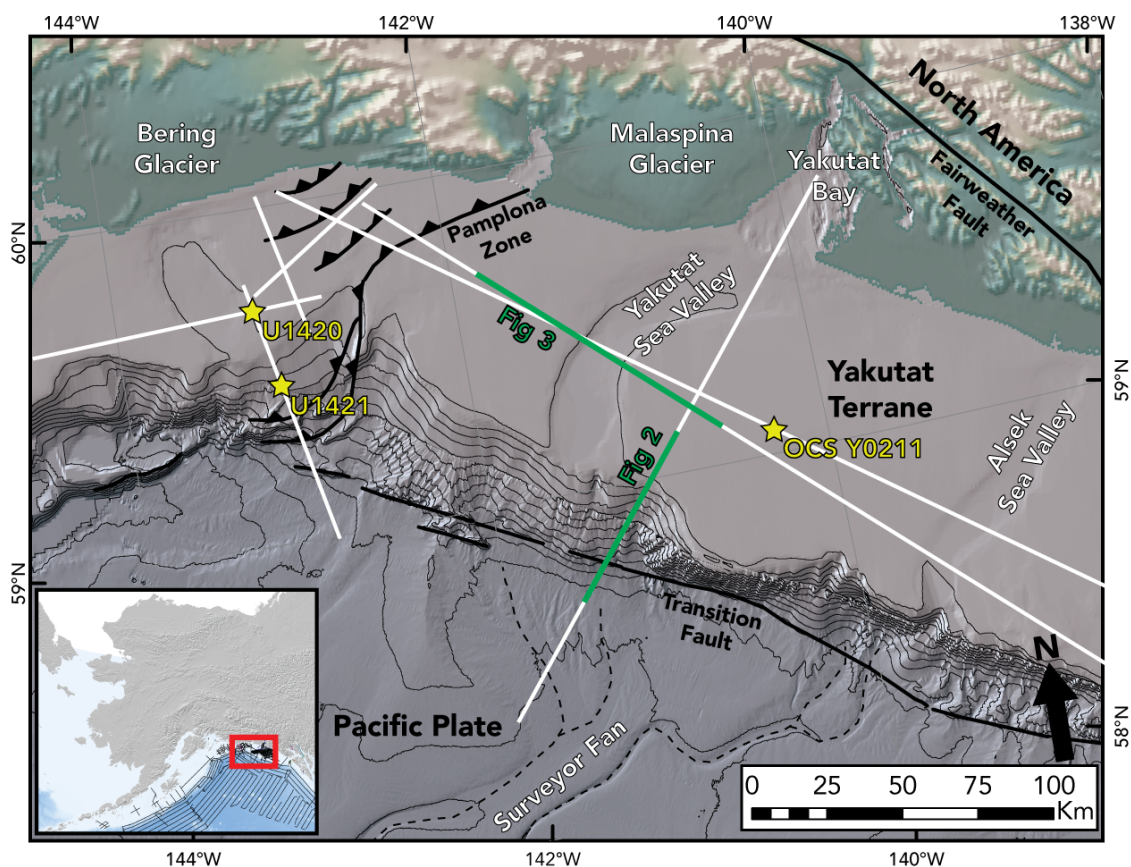 144°W
142°W
140°W
138°W
North America
Fairweather
Fault
Bering
Glacier
Malaspina
Glacier
Yakutat
Bay
Pamplona
Zone
60°N
59°N
Yakutat
Sea Valley
Fig 3
U1420
U1421
Yakutat
Terrane
OCS Y0211
Alsek
Sea Valley
Fig 2
59°N
58°N
Transition
Fault
N
Pacific Plate
Surveyor Fan
0 25 50 75 100
Km
144°W
142°W
140°W